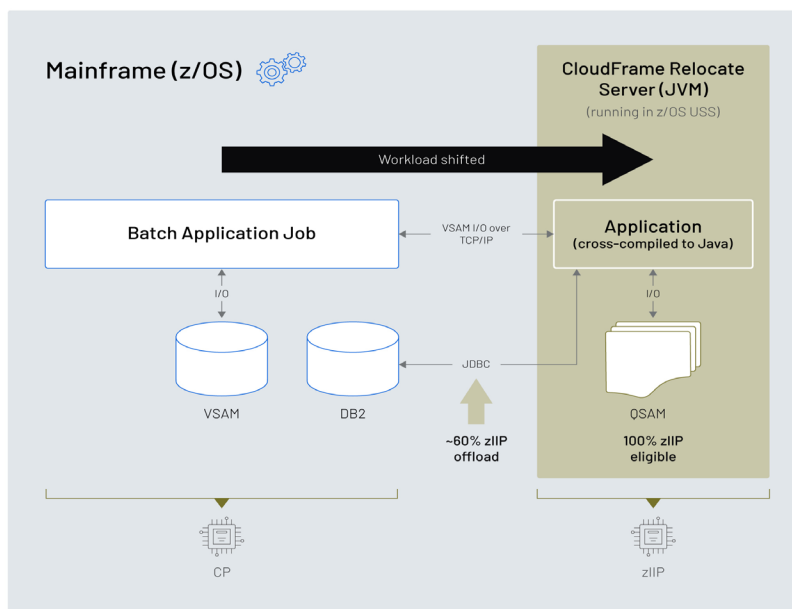 Mainframe (z/OS)
CloudFrame Relocate
Server (JVM)
(running in z/OS USS)
Workload shifted
Batch Application Job
VSAM I/O over
TCP/IP
Application
(cross-compiled to Java)
I/O
I/O
JDBC
VSAM
DB2
QSAM
~60% zIIP
offload
100% zIIP
eligible
CP
zIIP